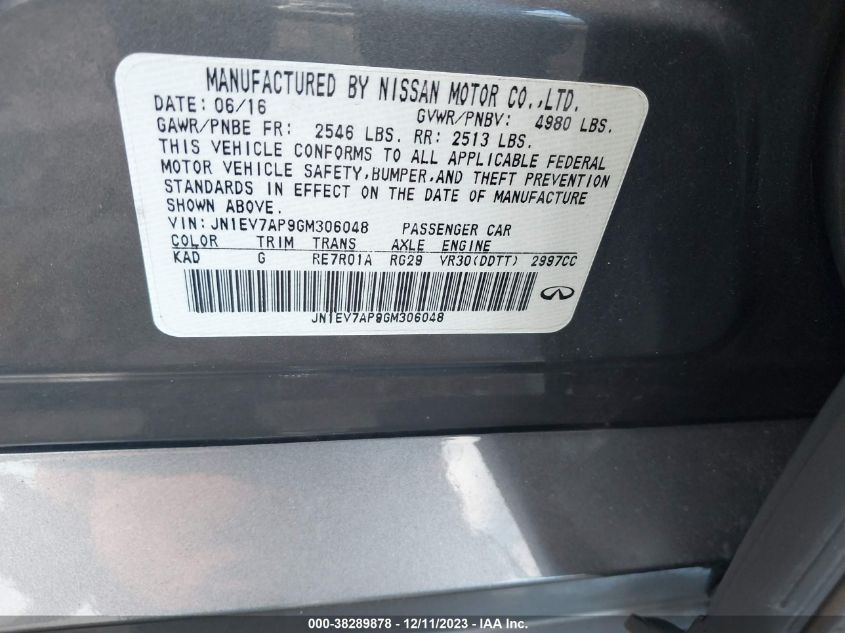 MANUFACTURED BY NISSAN MOTOR CO.,LTD.
DATE: 06/16 GVWR/PNBV: 4980 LBS.
GAWR/PNBE FR: 2546 LBS. RR: 2513 LBS.
THIS VEHICLE CONFORMS TO ALL APPLICABLE FEDERAL
MOTOR VEHICLE SAFETY,BUMPER,AND THEFT PREVENTION
STANDARDS IN EFFECT ON THE DATE OF MANUFACTURE
SHOWN ABOVE.
VIN:JN1EV7AP9GM306048 PASSENGER CAR
COLOR TRIM TRANS AXLE ENGINE
KAD G RE7R01A RG29 VR30(DDTT) 2997CC
JN1EV7AP9GM306048
000-38289878 - 12/11/2023 - IAA Inc.